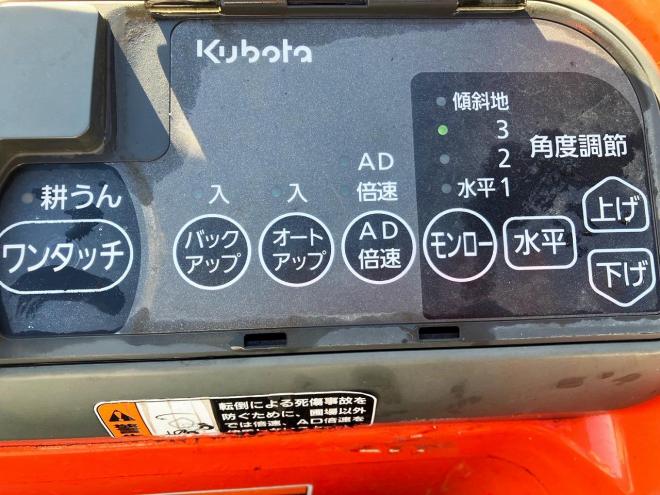 Kubota
傾斜地
3
2
水平1
角度調節
耕うん
入
入
AD
倍速
ワンタッチ
バック
アップ
オート
アップ
AD
倍速
モンロー
水平
上げ
下げ
転倒による死傷事故を
防ぐために、圃場以外
では倍速、AD倍速を